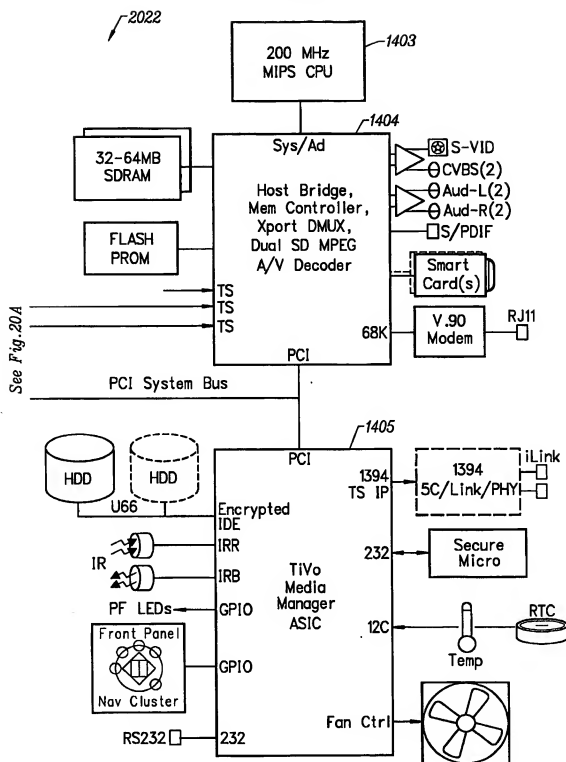 2022
1403
200 MHz
MIPS CPU
1404
Sys/Ad
32-64MB
SDRAM
S-VID
CVBS(2)
Host Bridge,
Mem Controller,
Xport DMUX,
Dual SD MPEG
A/V Decoder
Aud-L(2)
Aud-R(2)
S/PDIF
FLASH
PROM
Smart
Card(s)
TS
TS
TS
See Fig.20A
68K
V.90
Modem
RJ11
PCI
PCI System Bus
1405
PCI
HDD
HDD
U66
Encrypted
IDE
1394
TS IP
1394
5C/Link/PHY
iLink
IR
IRR
IRB
TiVo
Media
Manager
ASIC
232
Secure
Micro
PF LEDs
GPIO
12C
Temp
RTC
Front Panel
Nav Cluster
GPIO
Fan Ctrl
RS232
232